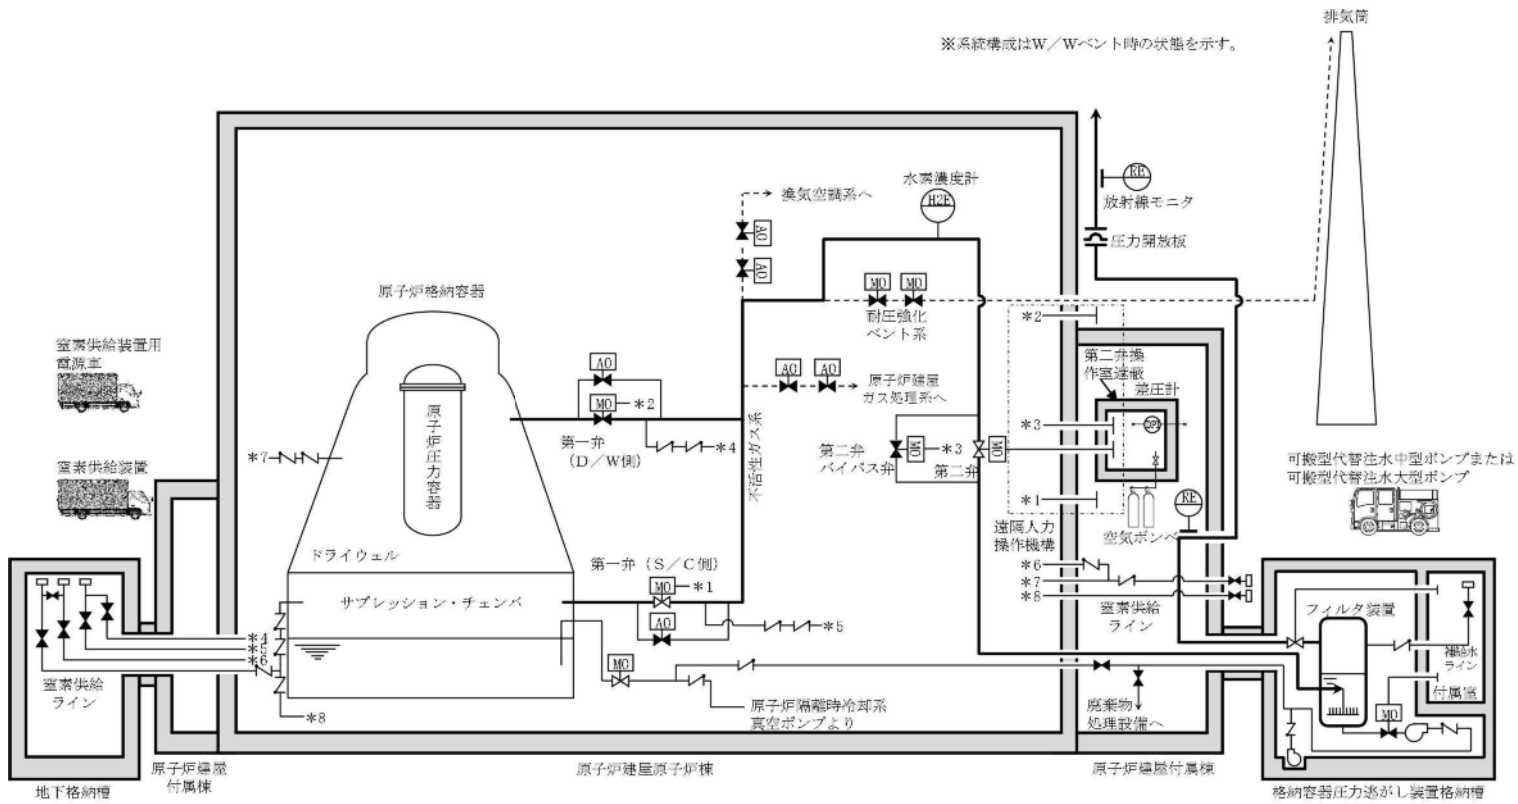 排気筒
※系統構成はW／Wベント時の状態を示す。
水素濃度計
H2E
RE
放射線モニタ
換気空調系へ
AO
AO
圧力開放板
原子炉格納容器
MO
MO
耐圧強化
ベント系
*2
窒素供給装置用
電源車
第二弁操
作室遮蔽
差圧計
AO
AO
AO
原子炉建屋
ガス処理系へ
MO
*2
原子炉圧力容器
不活性ガス系
*4
第一弁
（D／W側）
*7
第二弁
バイパス弁
MO
*3
第二弁
MO
*3
DPI
窒素供給装置
可搬型代替注水中型ポンプまたは
可搬型代替注水大型ポンプ
*1
RE
遠隔人力
操作機構
空気ボンベ
ドライウェル
第一弁（S／C側）
*6
*7
*8
MO
*1
サプレッション・チェンバ
窒素供給
ライン
フィルタ装置
AO
*5
*4
*5
*6
MO
補給水
ライン
窒素供給
ライン
付属室
*8
原子炉隔離時冷却系
真空ポンプより
廃棄物
処理設備へ
MO
原子炉建屋
付属棟
原子炉建屋原子炉棟
原子炉建屋付属棟
地下格納槽
格納容器圧力逃がし装置格納槽